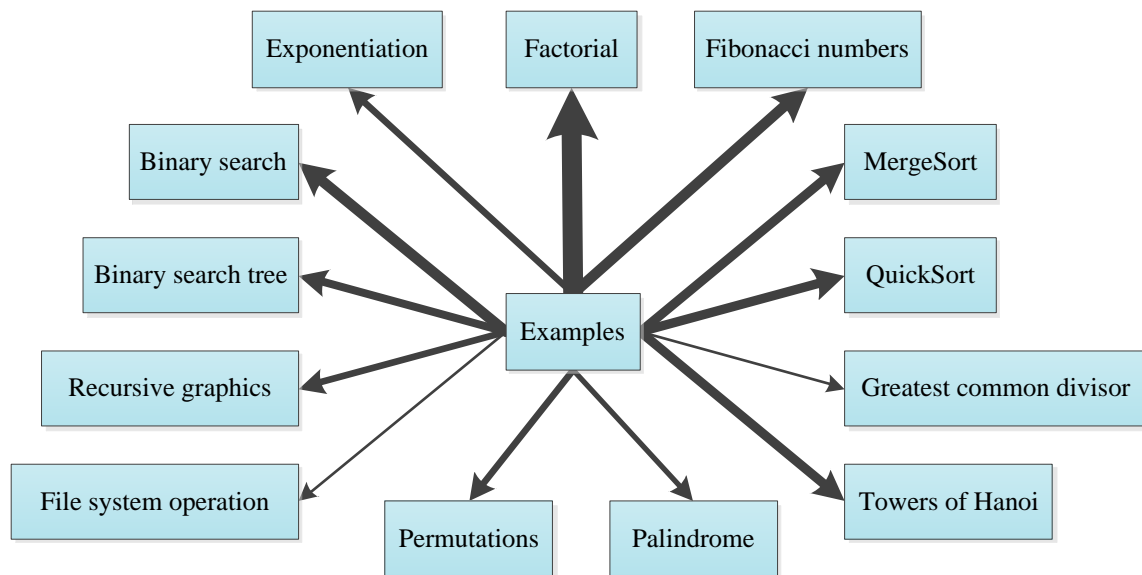 Exponentiation
Factorial
Fibonacci numbers
Binary search
MergeSort
Binary search tree
QuickSort
Examples
Recursive graphics
Greatest common divisor
File system operation
Towers of Hanoi
Permutations
Palindrome